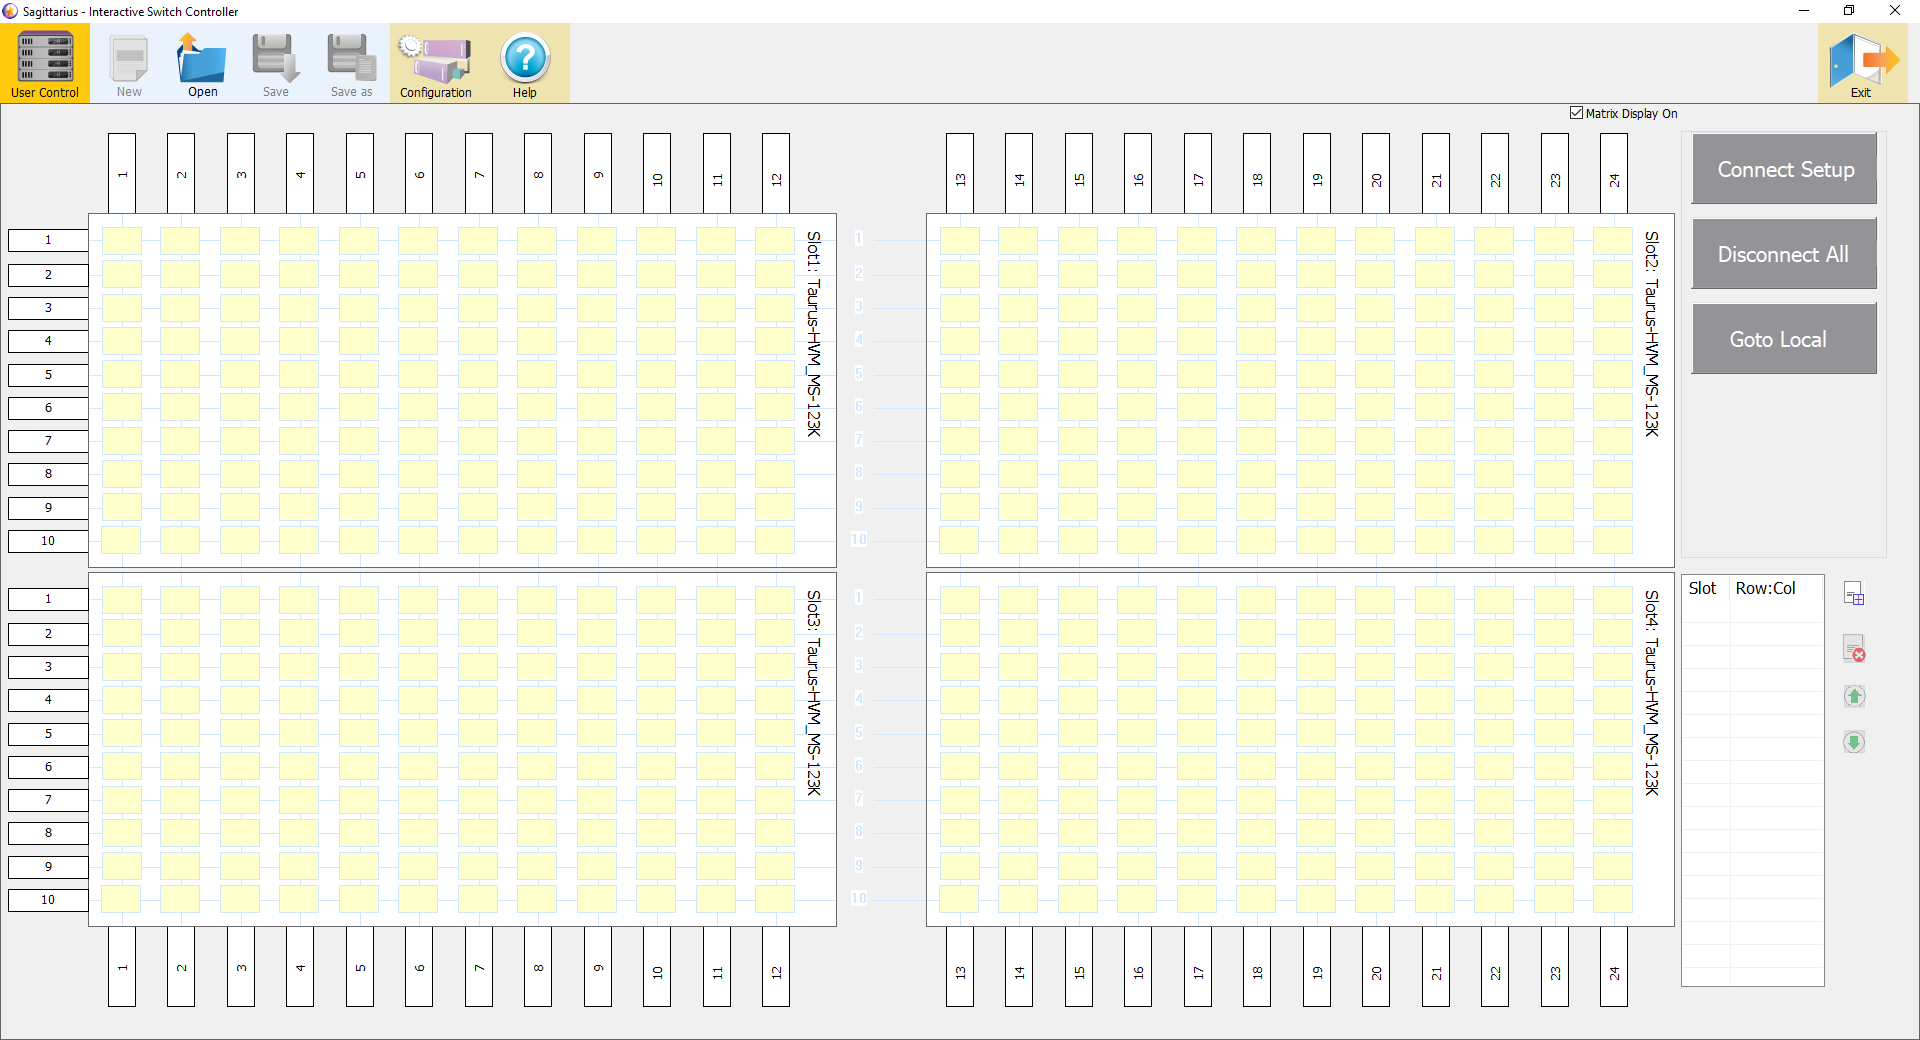 Sagittarius - Interactive Switch Controller
User Control
New
Open
Save
Save as
Configuration
Help
Exit
Matrix Display On
1 2 3 4 5 6 7 8 9 10 11 12
13 14 15 16 17 18 19 20 21 22 23 24
1
2
3
4
5
6
7
8
9
10
Slot1: Taurus-HVM_MS-123K
1
2
3
4
5
6
7
8
9
10
Slot2: Taurus-HVM_MS-123K
Connect Setup
Disconnect All
Goto Local
1
2
3
4
5
6
7
8
9
10
Slot3: Taurus-HVM_MS-123K
1
2
3
4
5
6
7
8
9
10
Slot4: Taurus-HVM_MS-123K
Slot Row:Col
1 2 3 4 5 6 7 8 9 10 11 12
13 14 15 16 17 18 19 20 21 22 23 24